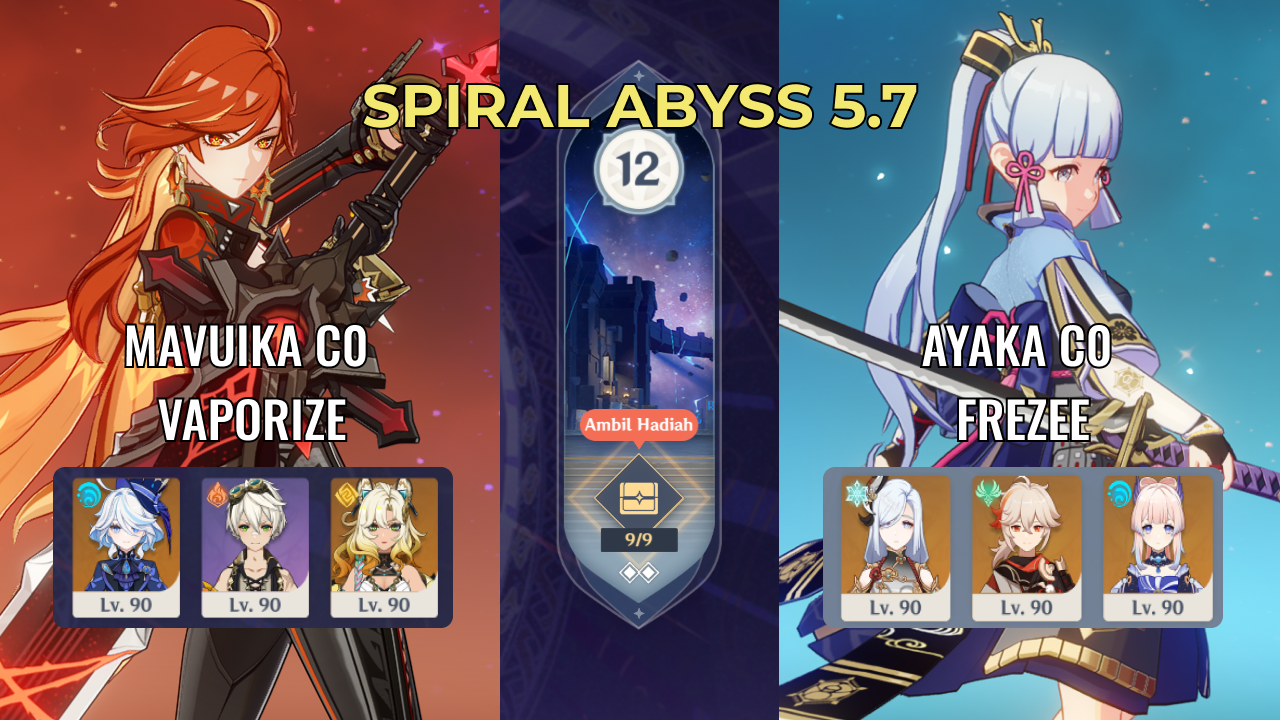 SPIRAL ABYSS 5.7
12
MAVUIKA C0
VAPORIZE
Lv. 90
Lv. 90
Lv. 90
Ambil Hadiah
9/9
AYAKA C0
FREZEE
Lv. 90
Lv. 90
Lv. 90